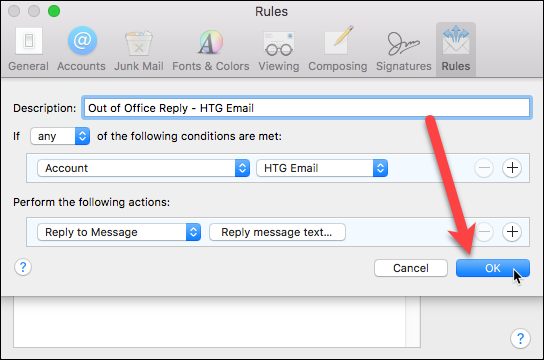 Rules
General Accounts Junk Mail Fonts & Colors Viewing Composing Signatures Rules
Description: Out of Office Reply - HTG Email
If any of the following conditions are met:
Account HTG Email
Perform the following actions:
Reply to Message Reply message text...
? Cancel OK
?